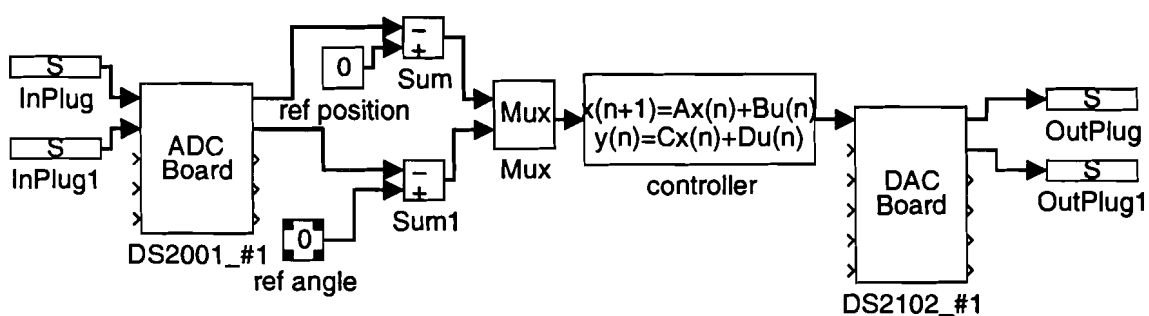 S
InPlug
S
InPlug1
ADC
Board
DS2001_#1
0
ref position
−
+
Sum
−
+
Sum1
0
ref angle
Mux
Mux
x(n+1)=Ax(n)+Bu(n)
y(n)=Cx(n)+Du(n)
controller
DAC
Board
DS2102_#1
S
OutPlug
S
OutPlug1